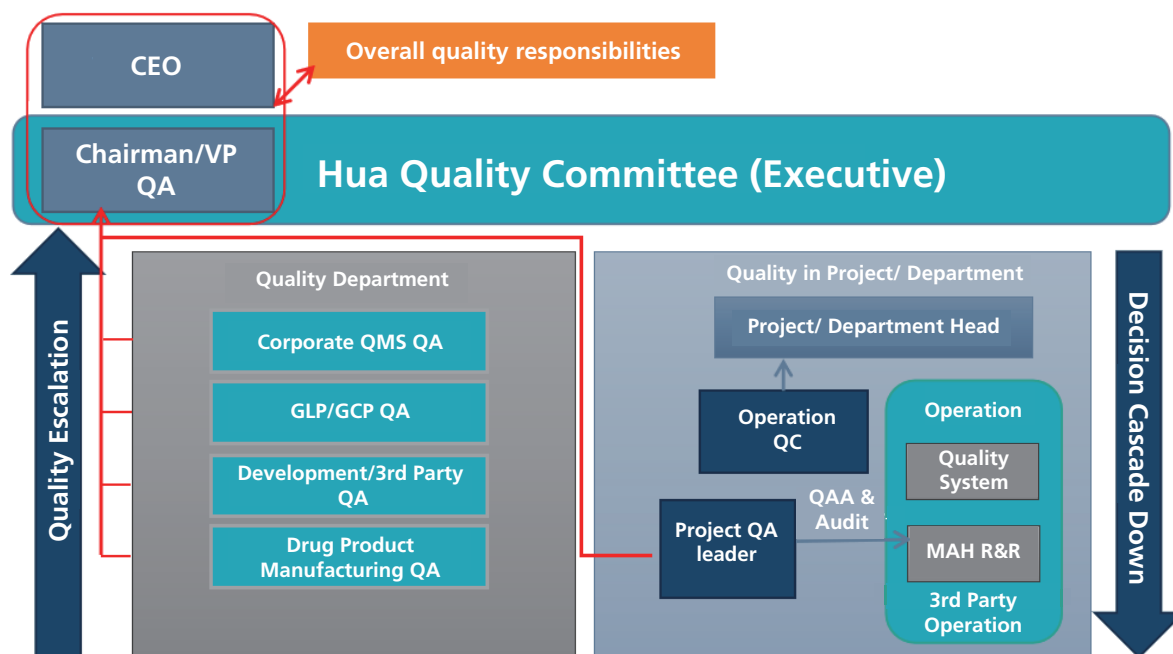 CEO
Overall quality responsibilities
Chairman/VP
QA
Hua Quality Committee (Executive)
Quality Escalation
Quality Department
Corporate QMS QA
GLP/GCP QA
Development/3rd Party
QA
Drug Product
Manufacturing QA
Quality in Project/ Department
Project/ Department Head
Operation
QC
Project QA
leader
QAA &
Audit
Operation
Quality
System
MAH R&R
3rd Party
Operation
Decision Cascade Down